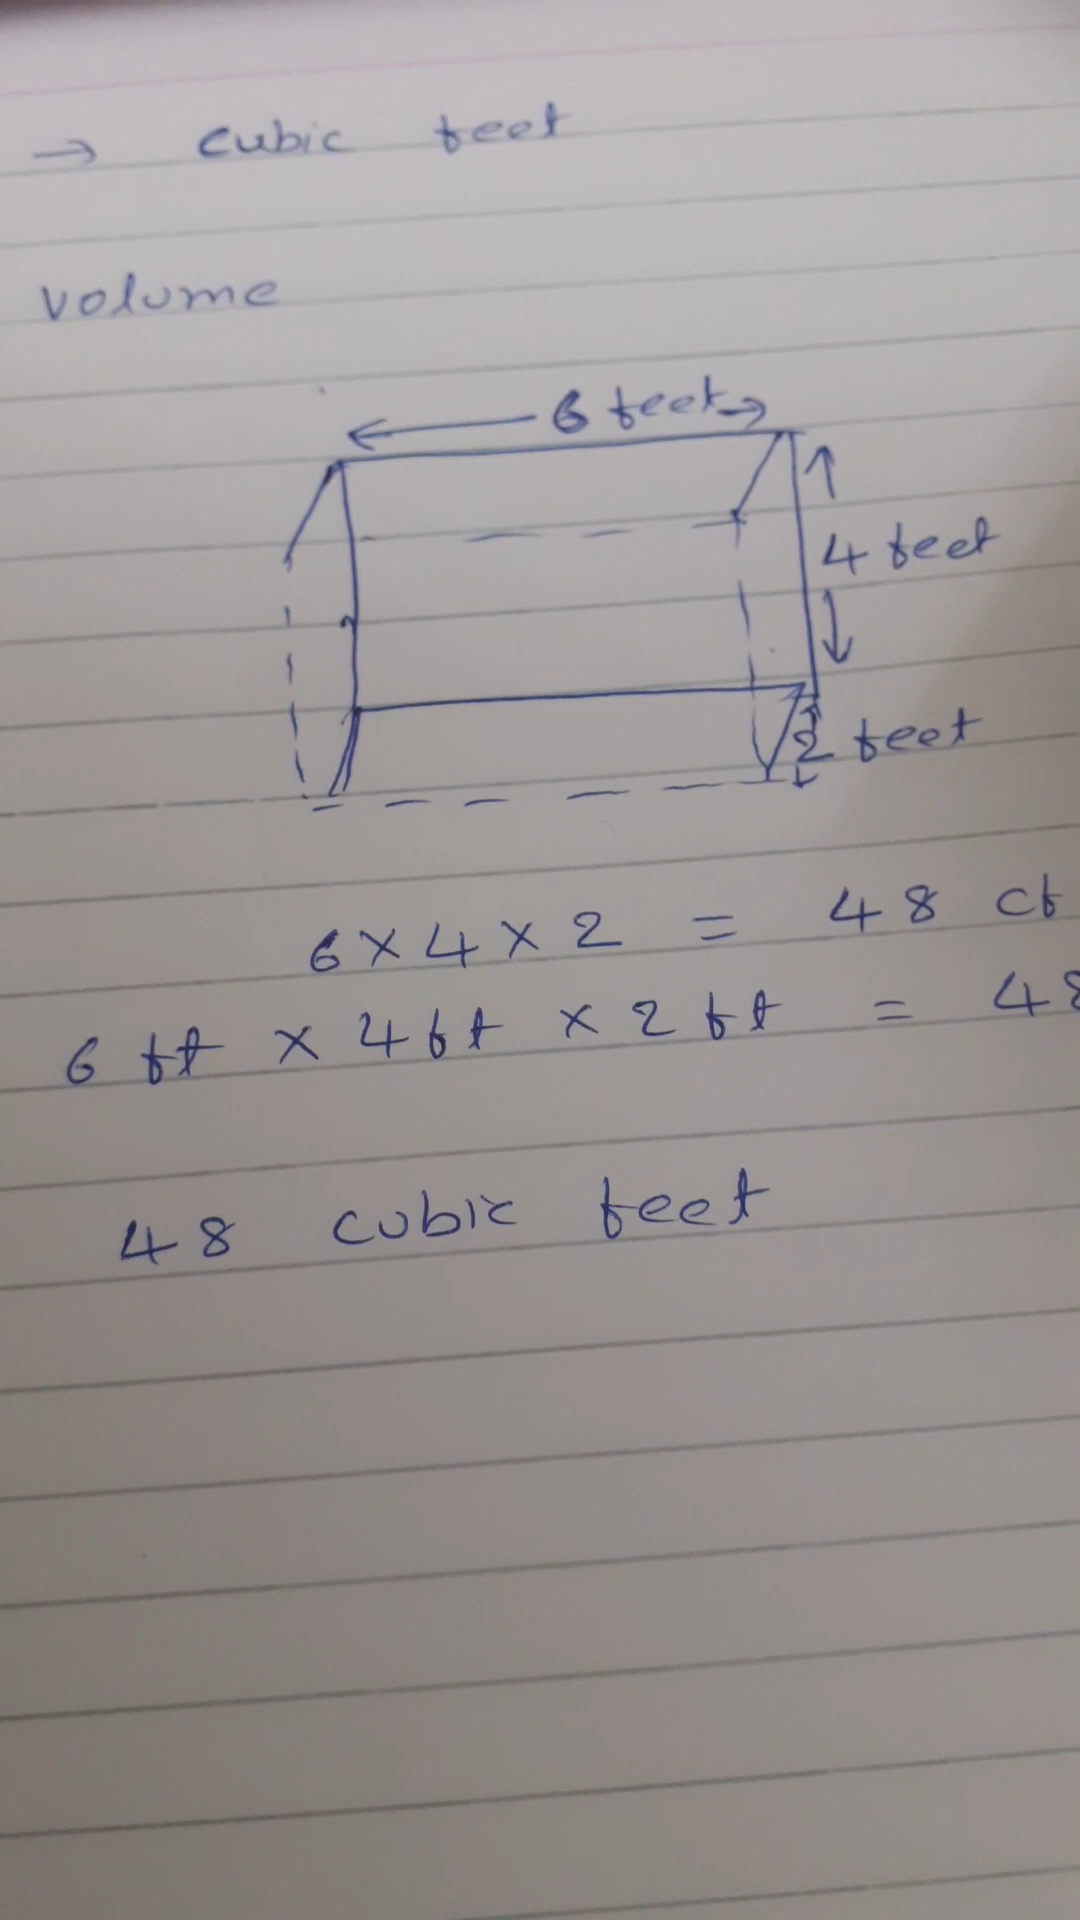 → cubic feet
volume
6 feet
4 feet
2 feet
6 × 4 × 2 = 48 cf
6 ft × 4 ft × 2 ft = 48
48 cubic feet